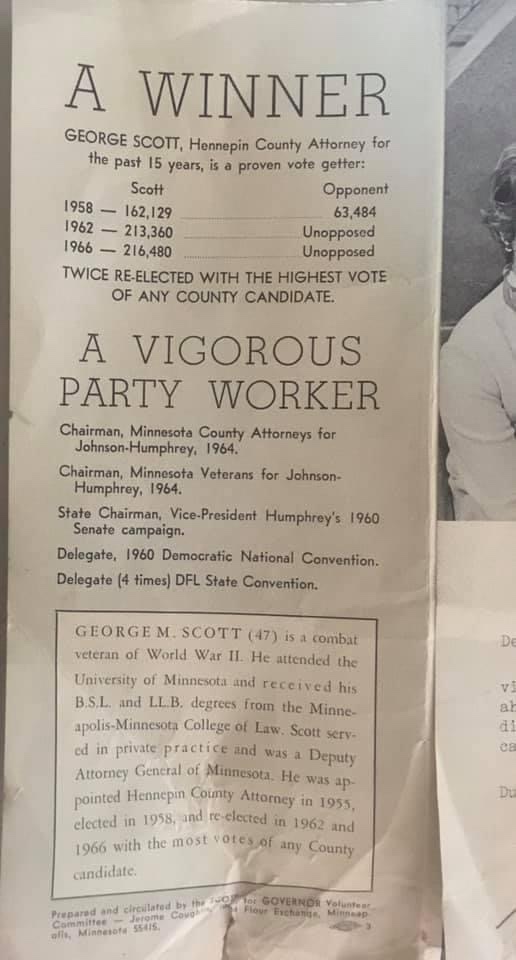 A WINNER
GEORGE SCOTT, Hennepin County Attorney for
the past 15 years, is a proven vote getter:
Scott Opponent
1958 — 162,129 ........ 63,484
1962 — 213,360 ........ Unopposed
1966 — 216,480 ........ Unopposed
TWICE RE-ELECTED WITH THE HIGHEST VOTE
OF ANY COUNTY CANDIDATE.
A VIGOROUS
PARTY WORKER
Chairman, Minnesota County Attorneys for
Johnson-Humphrey, 1964.
Chairman, Minnesota Veterans for Johnson-
Humphrey, 1964.
State Chairman, Vice-President Humphrey's 1960
Senate campaign.
Delegate, 1960 Democratic National Convention.
Delegate (4 times) DFL State Convention.
GEORGE M. SCOTT (47) is a combat
veteran of World War II. He attended the
University of Minnesota and received his
B.S.L. and LL.B. degrees from the Minne-
apolis-Minnesota College of Law. Scott serv-
ed in private practice and was a Deputy
Attorney General of Minnesota. He was ap-
pointed Hennepin County Attorney in 1955,
elected in 1958, and re-elected in 1962 and
1966 with the most votes of any County
candidate.
Prepared and circulated by the for GOVERNOR Volunteer
Committee — Jerome Flour Exchange, Minneap-
olis, Minnesota 55415.
3
De
vi
ah
di
ca
Du